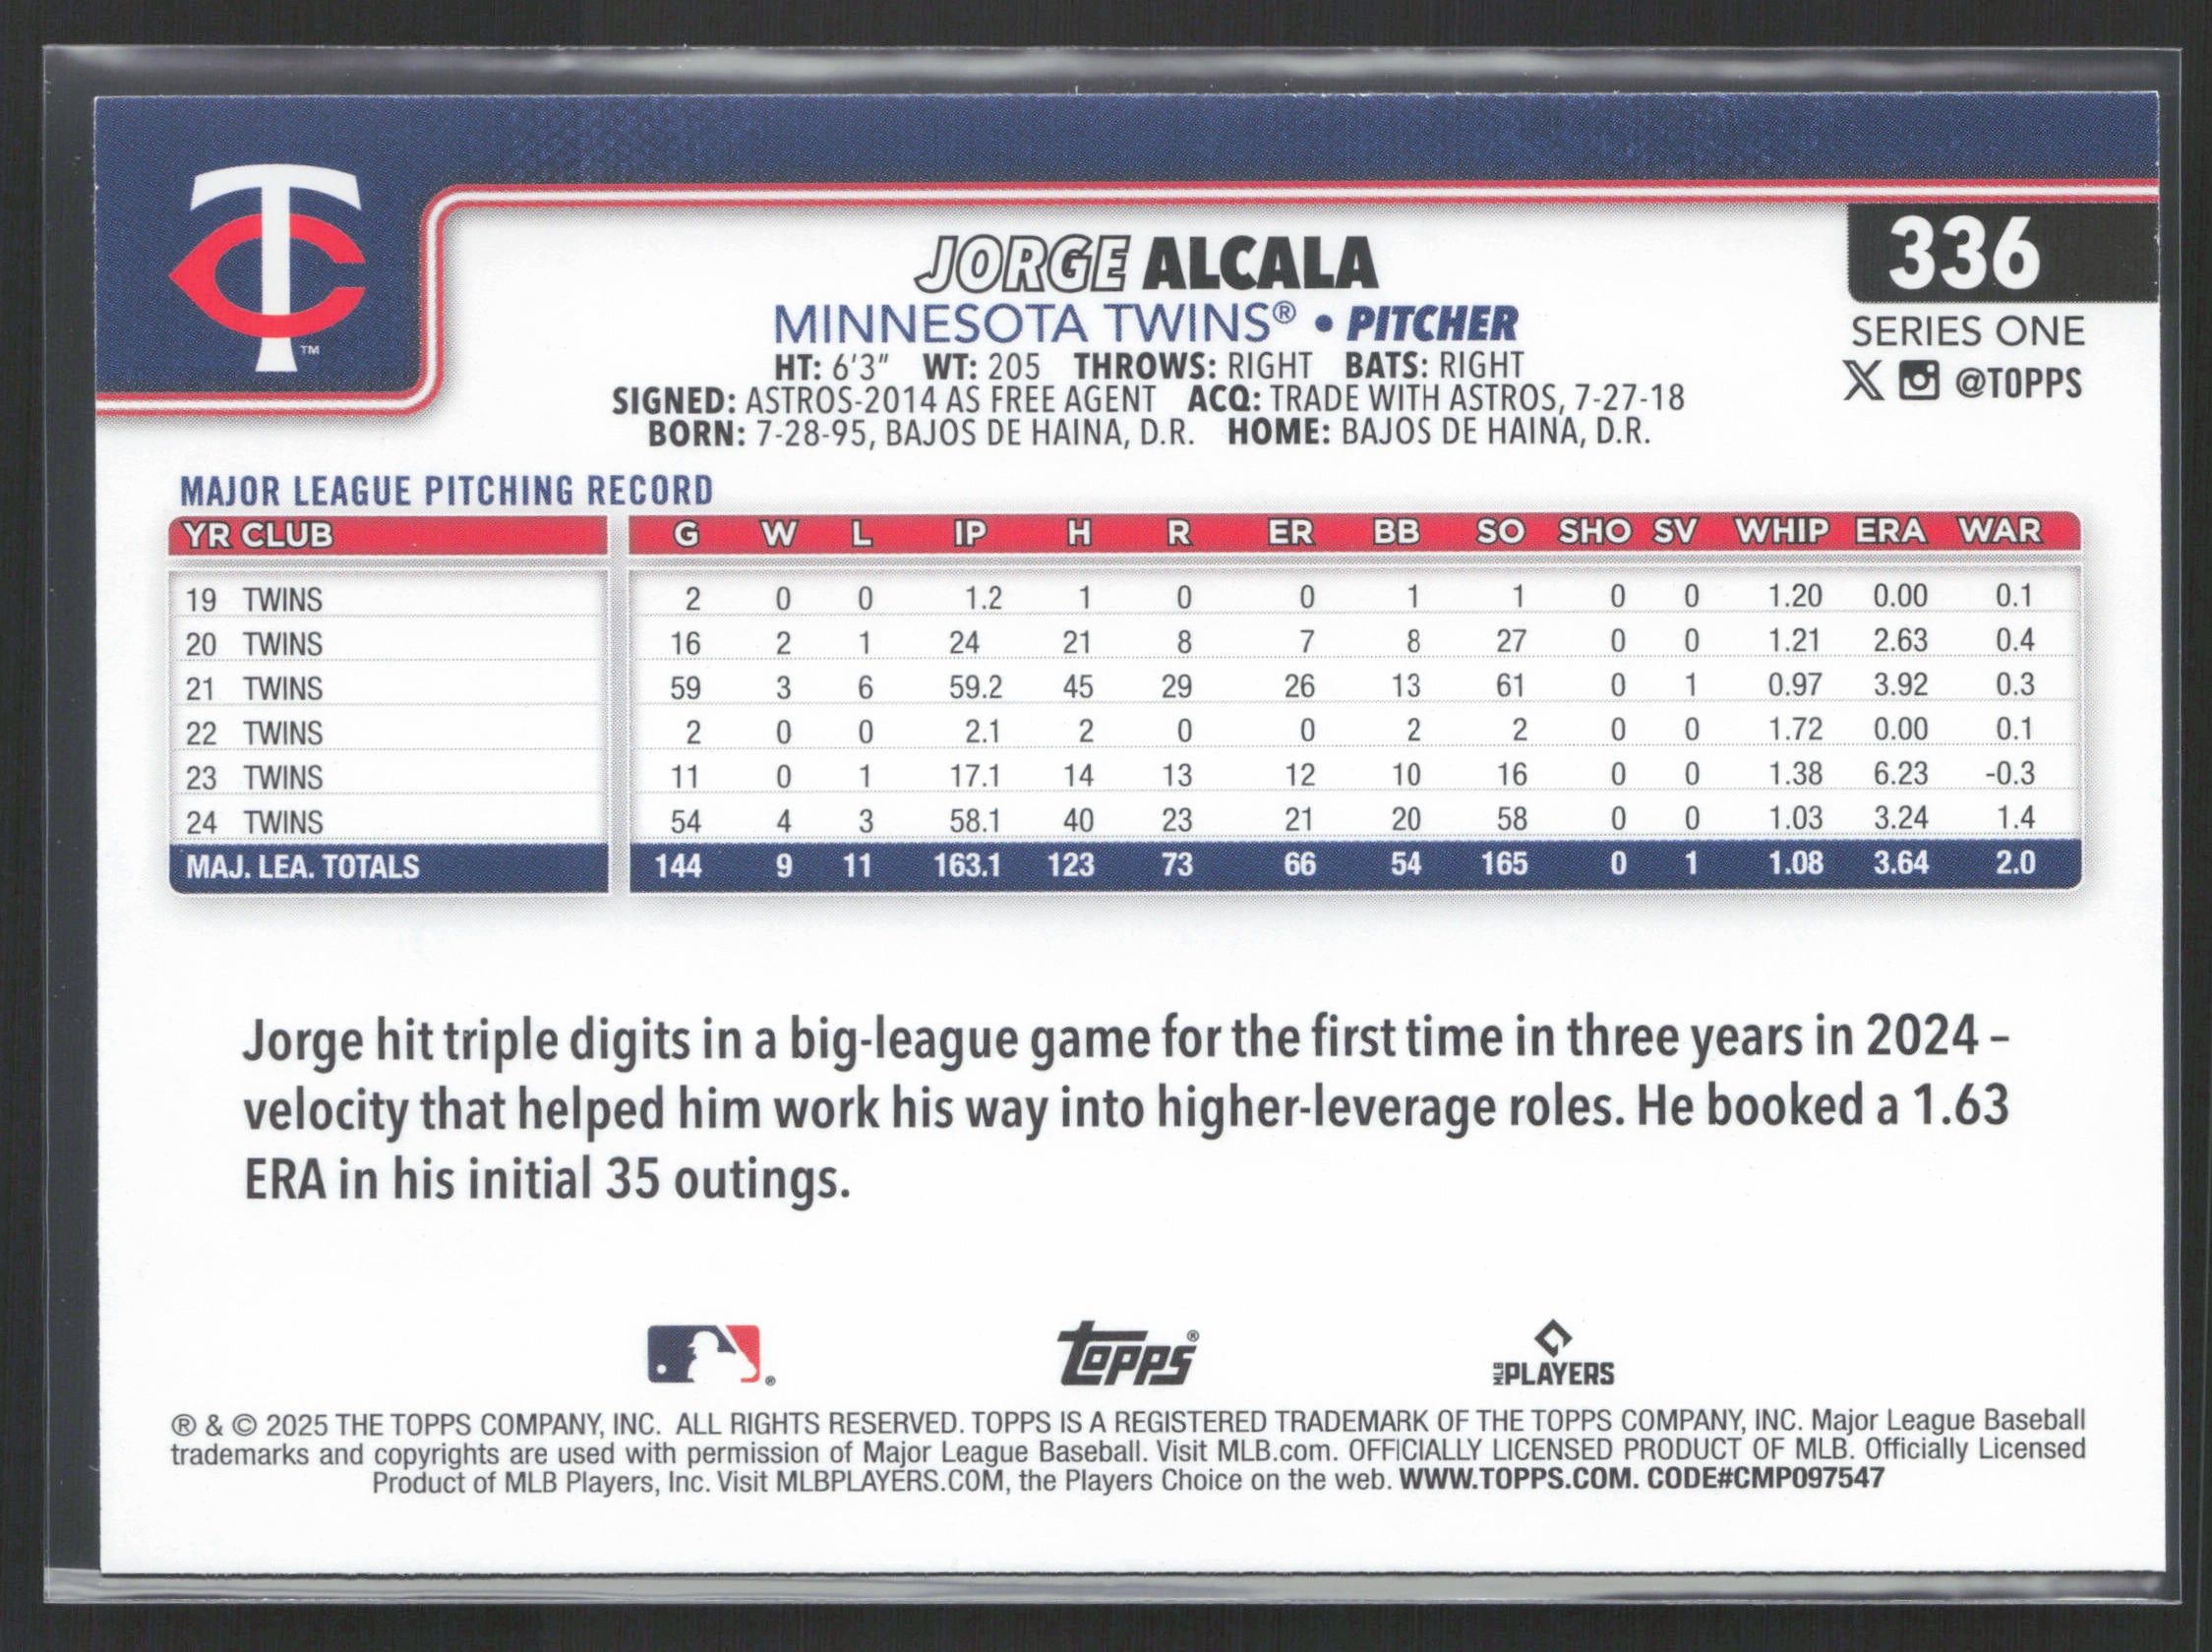 TC™
JORGE ALCALA
336
MINNESOTA TWINS® • PITCHER
SERIES ONE
HT: 6'3" WT: 205 THROWS: RIGHT BATS: RIGHT
@TOPPS
SIGNED: ASTROS-2014 AS FREE AGENT ACQ: TRADE WITH ASTROS, 7-27-18
BORN: 7-28-95, BAJOS DE HAINA, D.R. HOME: BAJOS DE HAINA, D.R.
MAJOR LEAGUE PITCHING RECORD
YR CLUB G W L IP H R ER BB SO SHO SV WHIP ERA WAR
19 TWINS 2 0 0 1.2 1 0 0 1 1 0 0 1.20 0.00 0.1
20 TWINS 16 2 1 24 21 8 7 8 27 0 0 1.21 2.63 0.4
21 TWINS 59 3 6 59.2 45 29 26 13 61 0 1 0.97 3.92 0.3
22 TWINS 2 0 0 2.1 2 0 0 2 2 0 0 1.72 0.00 0.1
23 TWINS 11 0 1 17.1 14 13 12 10 16 0 0 1.38 6.23 -0.3
24 TWINS 54 4 3 58.1 40 23 21 20 58 0 0 1.03 3.24 1.4
MAJ. LEA. TOTALS 144 9 11 163.1 123 73 66 54 165 0 1 1.08 3.64 2.0
Jorge hit triple digits in a big-league game for the first time in three years in 2024 –
velocity that helped him work his way into higher-leverage roles. He booked a 1.63
ERA in his initial 35 outings.
® topps® MLB PLAYERS
® & © 2025 THE TOPPS COMPANY, INC. ALL RIGHTS RESERVED. TOPPS IS A REGISTERED TRADEMARK OF THE TOPPS COMPANY, INC. Major League Baseball
trademarks and copyrights are used with permission of Major League Baseball. Visit MLB.com. OFFICIALLY LICENSED PRODUCT OF MLB. Officially Licensed
Product of MLB Players, Inc. Visit MLBPLAYERS.COM, the Players Choice on the web. WWW.TOPPS.COM. CODE#CMP097547